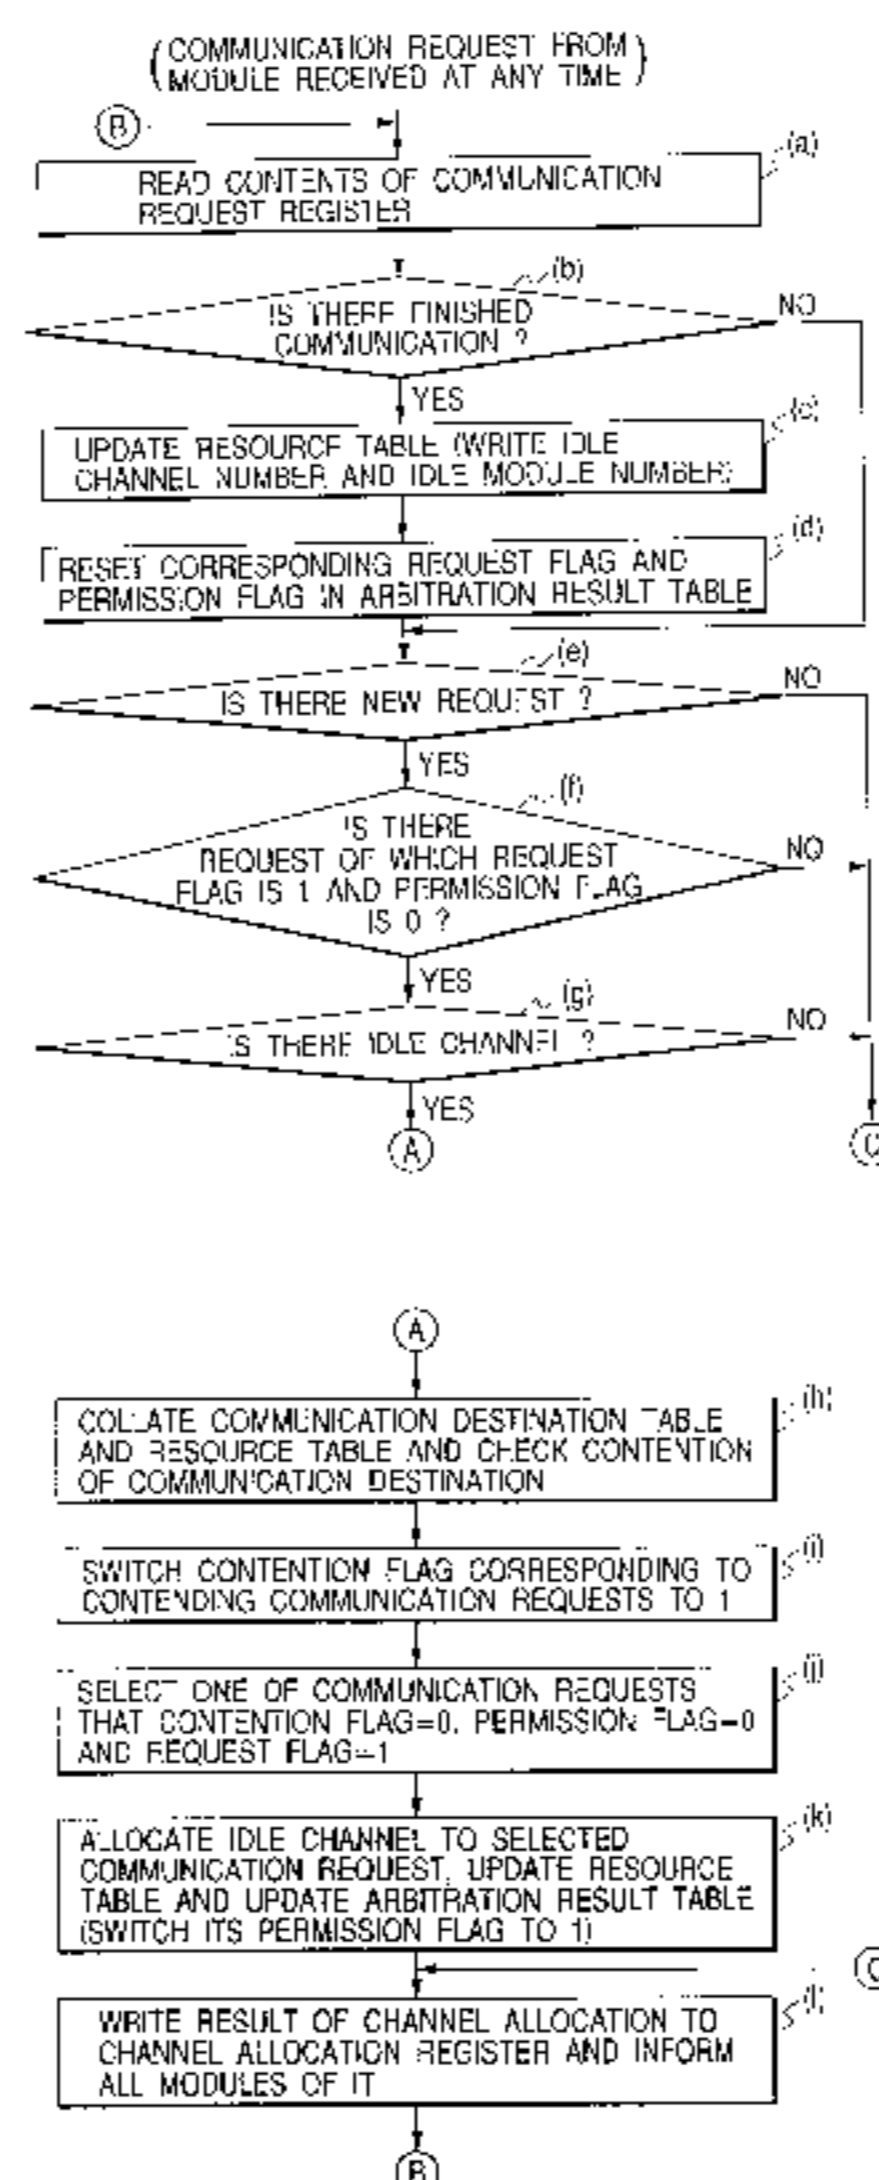 (COMMUNICATION REQUEST FROM
MODULE RECEIVED AT ANY TIME)
B
(a)
READ CONTENTS OF COMMUNICATION
REQUEST REGISTER
(b)
IS THERE FINISHED
COMMUNICATION ?
NO
YES
(c)
UPDATE RESOURCE TABLE (WRITE IDLE
CHANNEL NUMBER AND IDLE MODULE NUMBER)
(d)
RESET CORRESPONDING REQUEST FLAG AND
PERMISSION FLAG IN ARBITRATION RESULT TABLE
(e)
IS THERE NEW REQUEST ?
NO
YES
(f)
IS THERE
REQUEST OF WHICH REQUEST
FLAG IS 1 AND PERMISSION FLAG
IS 0 ?
NO
YES
(g)
IS THERE IDLE CHANNEL ?
NO
YES
A
C
A
(h)
COLLATE COMMUNICATION DESTINATION TABLE
AND RESOURCE TABLE AND CHECK CONTENTION
OF COMMUNICATION DESTINATION
(i)
SWITCH CONTENTION FLAG CORRESPONDING TO
CONTENDING COMMUNICATION REQUESTS TO 1
(j)
SELECT ONE OF COMMUNICATION REQUESTS
THAT CONTENTION FLAG=0, PERMISSION FLAG=0
AND REQUEST FLAG=1
(k)
ALLOCATE IDLE CHANNEL TO SELECTED
COMMUNICATION REQUEST, UPDATE RESOURCE
TABLE AND UPDATE ARBITRATION RESULT TABLE
(SWITCH ITS PERMISSION FLAG TO 1)
C
(l)
WRITE RESULT OF CHANNEL ALLOCATION TO
CHANNEL ALLOCATION REGISTER AND INFORM
ALL MODULES OF IT
B